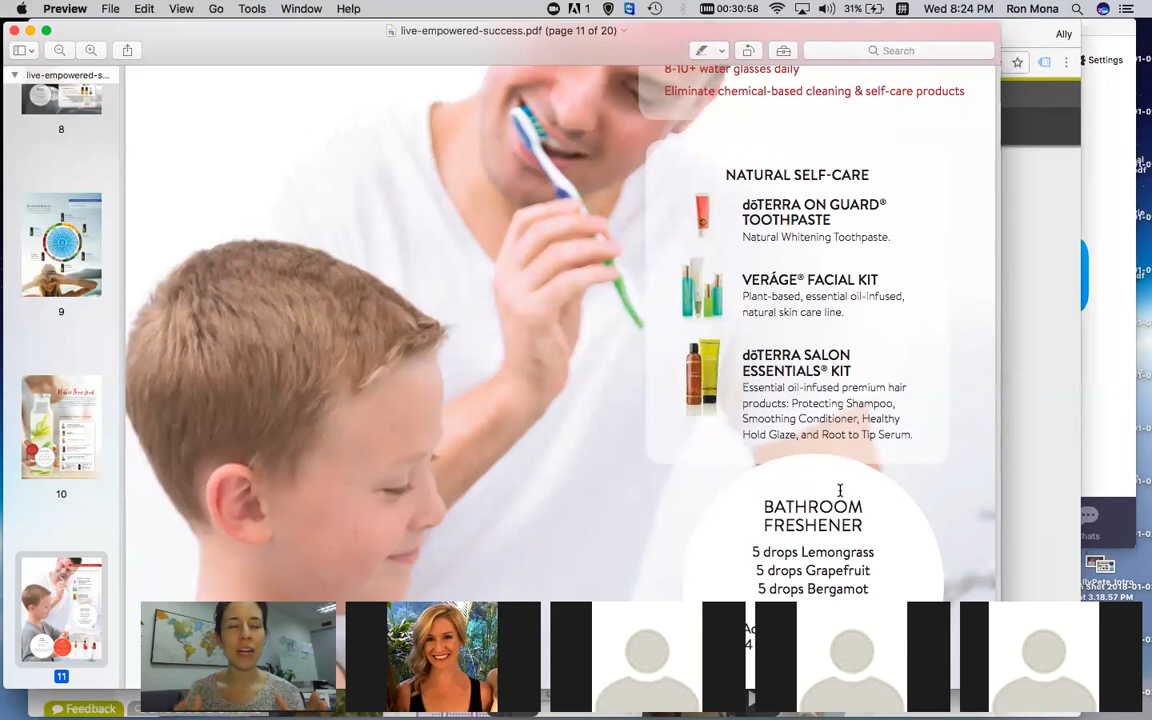 Preview File Edit View Go Tools Window Help
1 00:30:58 31% Wed 8:24 PM Ron Mona
live-empowered-success.pdf (page 11 of 20)
Ally
Search
Settings
live-empowered-s...
8
9
10
11
8-10+ water glasses daily
Eliminate chemical-based cleaning & self-care products
NATURAL SELF-CARE
dōTERRA ON GUARD®
TOOTHPASTE
Natural Whitening Toothpaste.
VERÁGE® FACIAL KIT
Plant-based, essential oil-infused,
natural skin care line.
dōTERRA SALON
ESSENTIALS® KIT
Essential oil-infused premium hair
products: Protecting Shampoo,
Smoothing Conditioner, Healthy
Hold Glaze, and Root to Tip Serum.
BATHROOM
FRESHENER
5 drops Lemongrass
5 drops Grapefruit
5 drops Bergamot
4
Feedback